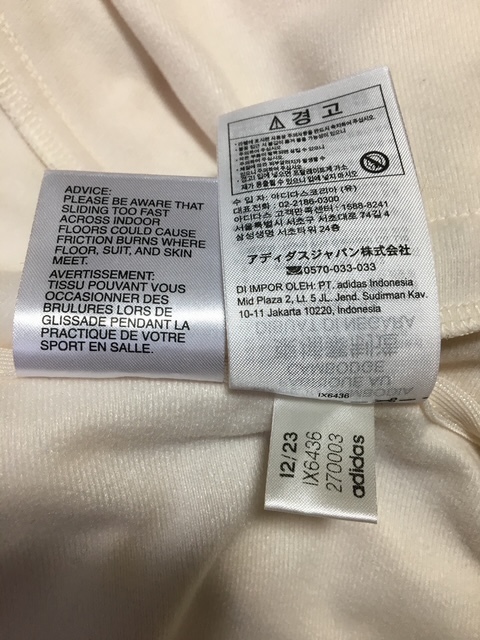 ADVICE:
PLEASE BE AWARE THAT
SLIDING TOO FAST
ACROSS INDOOR
FLOORS COULD CAUSE
FRICTION BURNS WHERE
FLOOR, SUIT, AND SKIN
MEET.
AVERTISSEMENT:
TISSU POUVANT VOUS
OCCASIONNER DES
BRULURES LORS DE
GLISSADE PENDANT LA
PRACTIQUE DE VOTRE
SPORT EN SALLE.
경고
수 입 자 : 아디다스코리아 (유)
대표전화 : 02-2186-0300
아디다스 고객만족센터 : 1588-8241
서울특별시 서초구 서초대로 74길 4
삼성생명 서초타워 24층
アディダスジャパン株式会社
0570-033-033
DI IMPOR OLEH: PT. adidas Indonesia
Mid Plaza 2, Lt. 5 JL. Jend. Sudirman Kav.
10-11 Jakarta 10220, Indonesia
IX6436
12/23
IX6436
270003
adidas